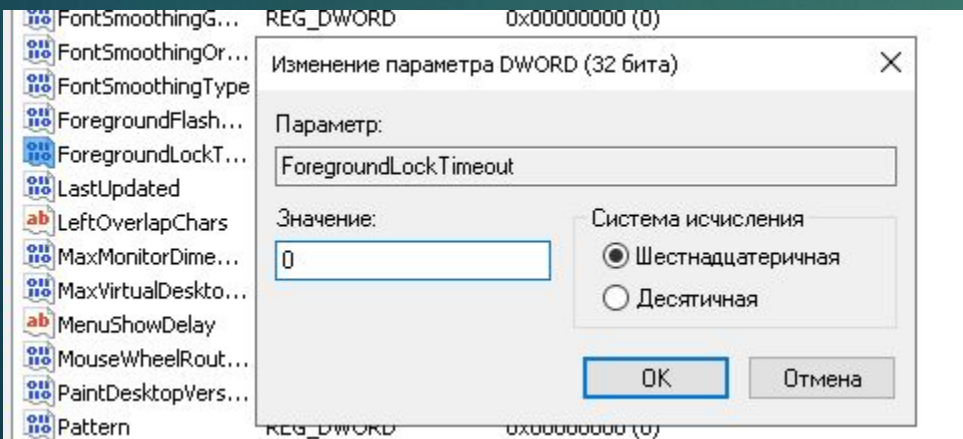 FontSmoothingG... REG_DWORD 0x00000000 (0)
FontSmoothingOr...
FontSmoothingType
ForegroundFlash...
ForegroundLockT...
LastUpdated
LeftOverlapChars
MaxMonitorDime...
MaxVirtualDeskto...
MenuShowDelay
MouseWheelRout...
PaintDesktopVers...
Pattern REG_DWORD 0x00000000 (0)
Изменение параметра DWORD (32 бита)
Параметр:
ForegroundLockTimeout
Значение:
0
Система исчисления
Шестнадцатеричная
Десятичная
OK Отмена